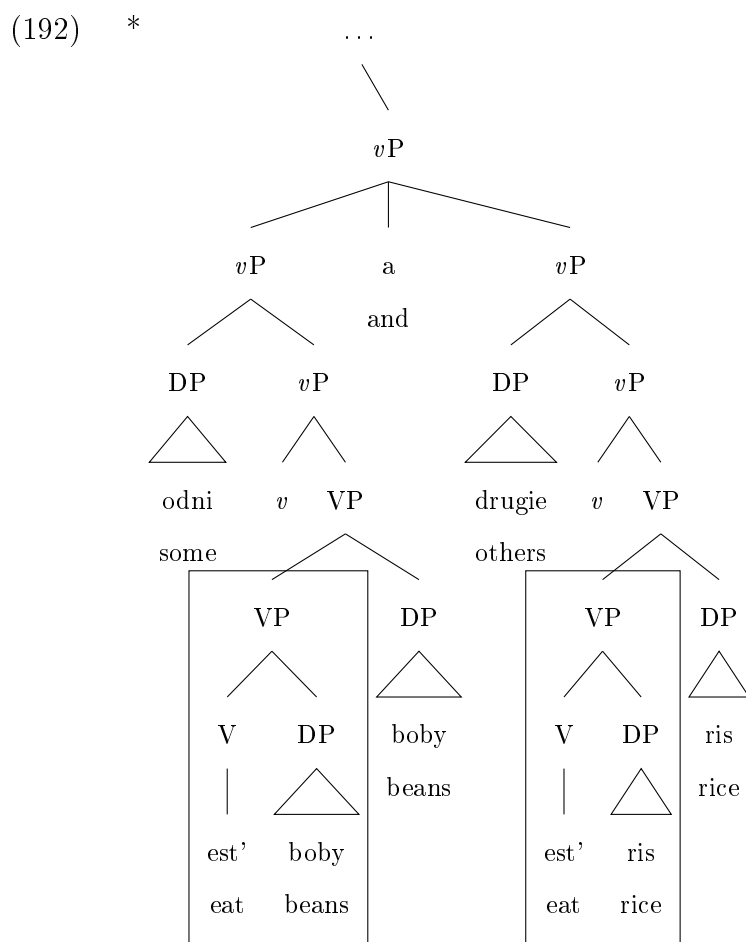 (192) * ...
vP
vP a vP
and
DP vP DP vP
odni v VP drugie v VP
some others
VP DP VP DP
V DP boby V DP ris
beans rice
est' boby est' ris
eat beans eat rice